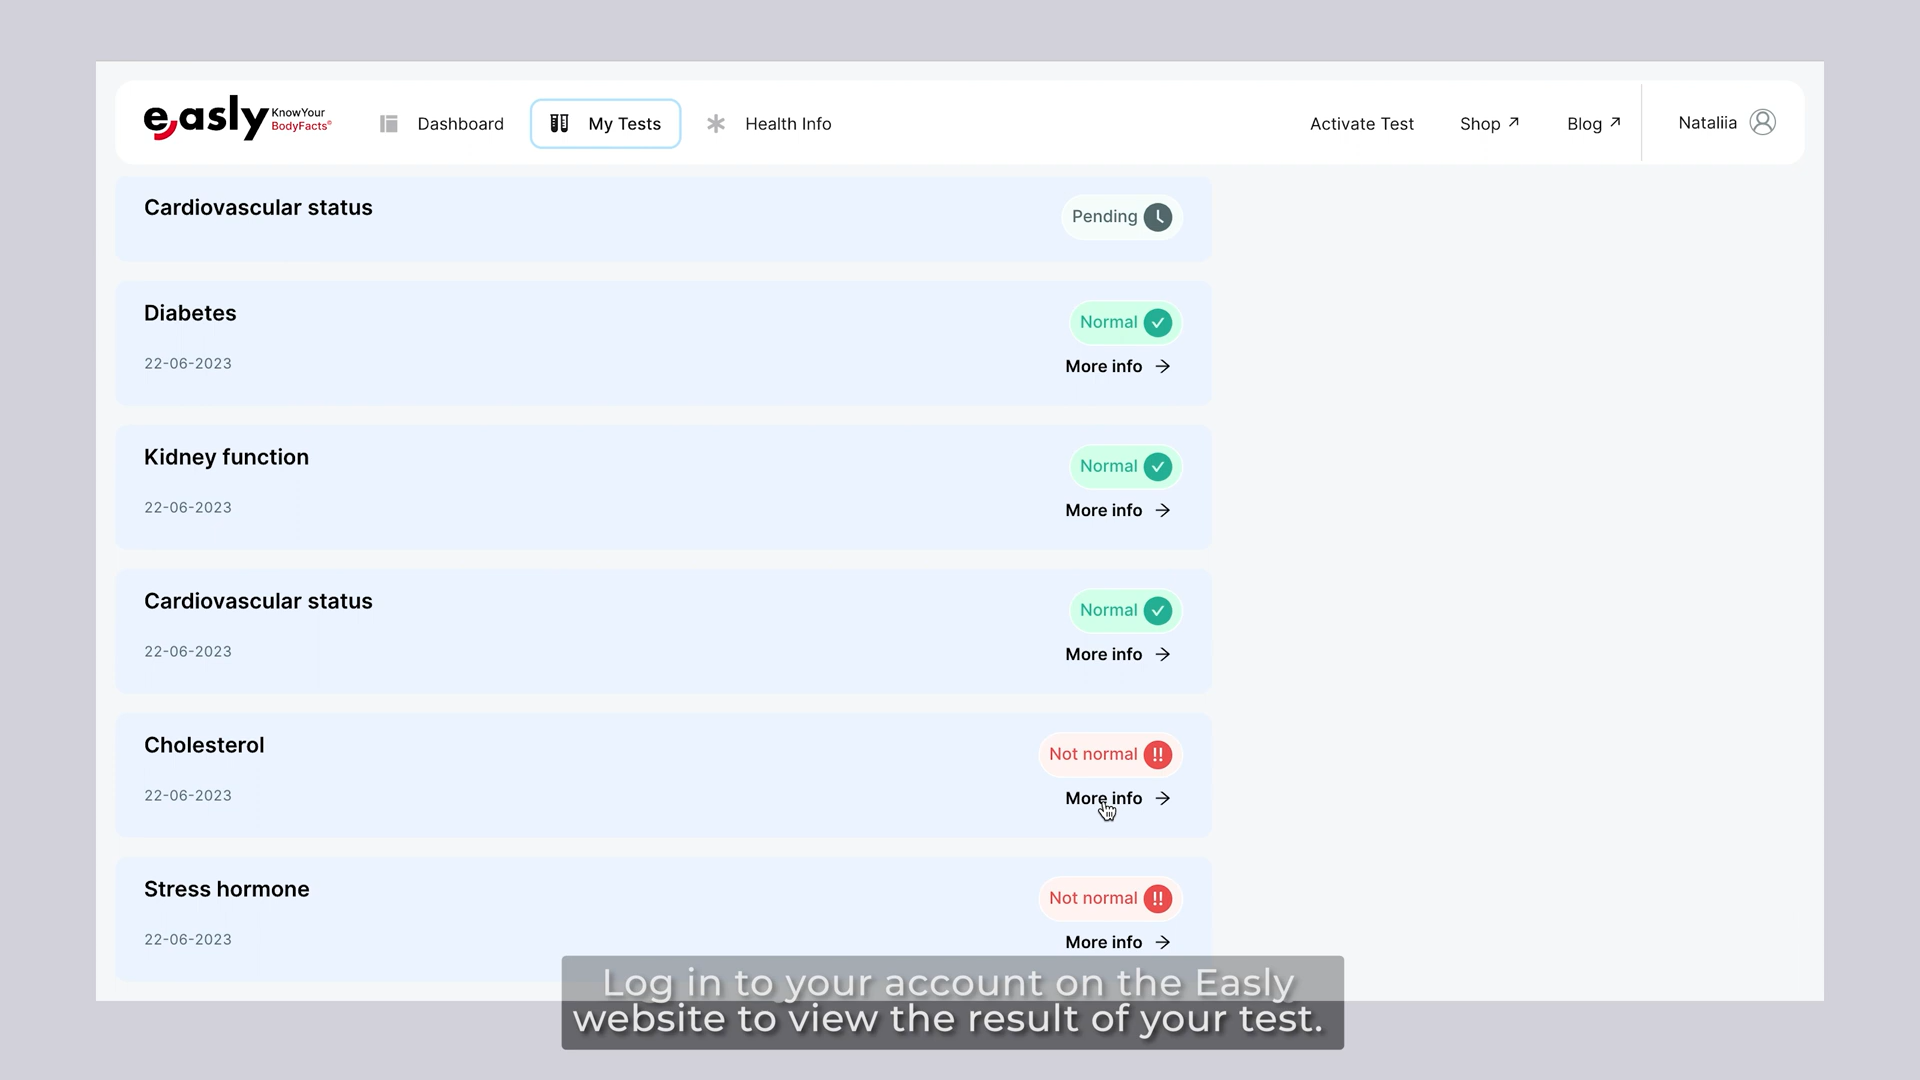 easly KnowYour
BodyFacts®
Dashboard
My Tests
Health Info
Activate Test
Shop
Blog
Nataliia
Cardiovascular status
Pending
Diabetes
Normal
22-06-2023
More info
Kidney function
Normal
22-06-2023
More info
Cardiovascular status
Normal
22-06-2023
More info
Cholesterol
Not normal
22-06-2023
More info
Stress hormone
Not normal
22-06-2023
More info
Log in to your account on the Easly
website to view the result of your test.